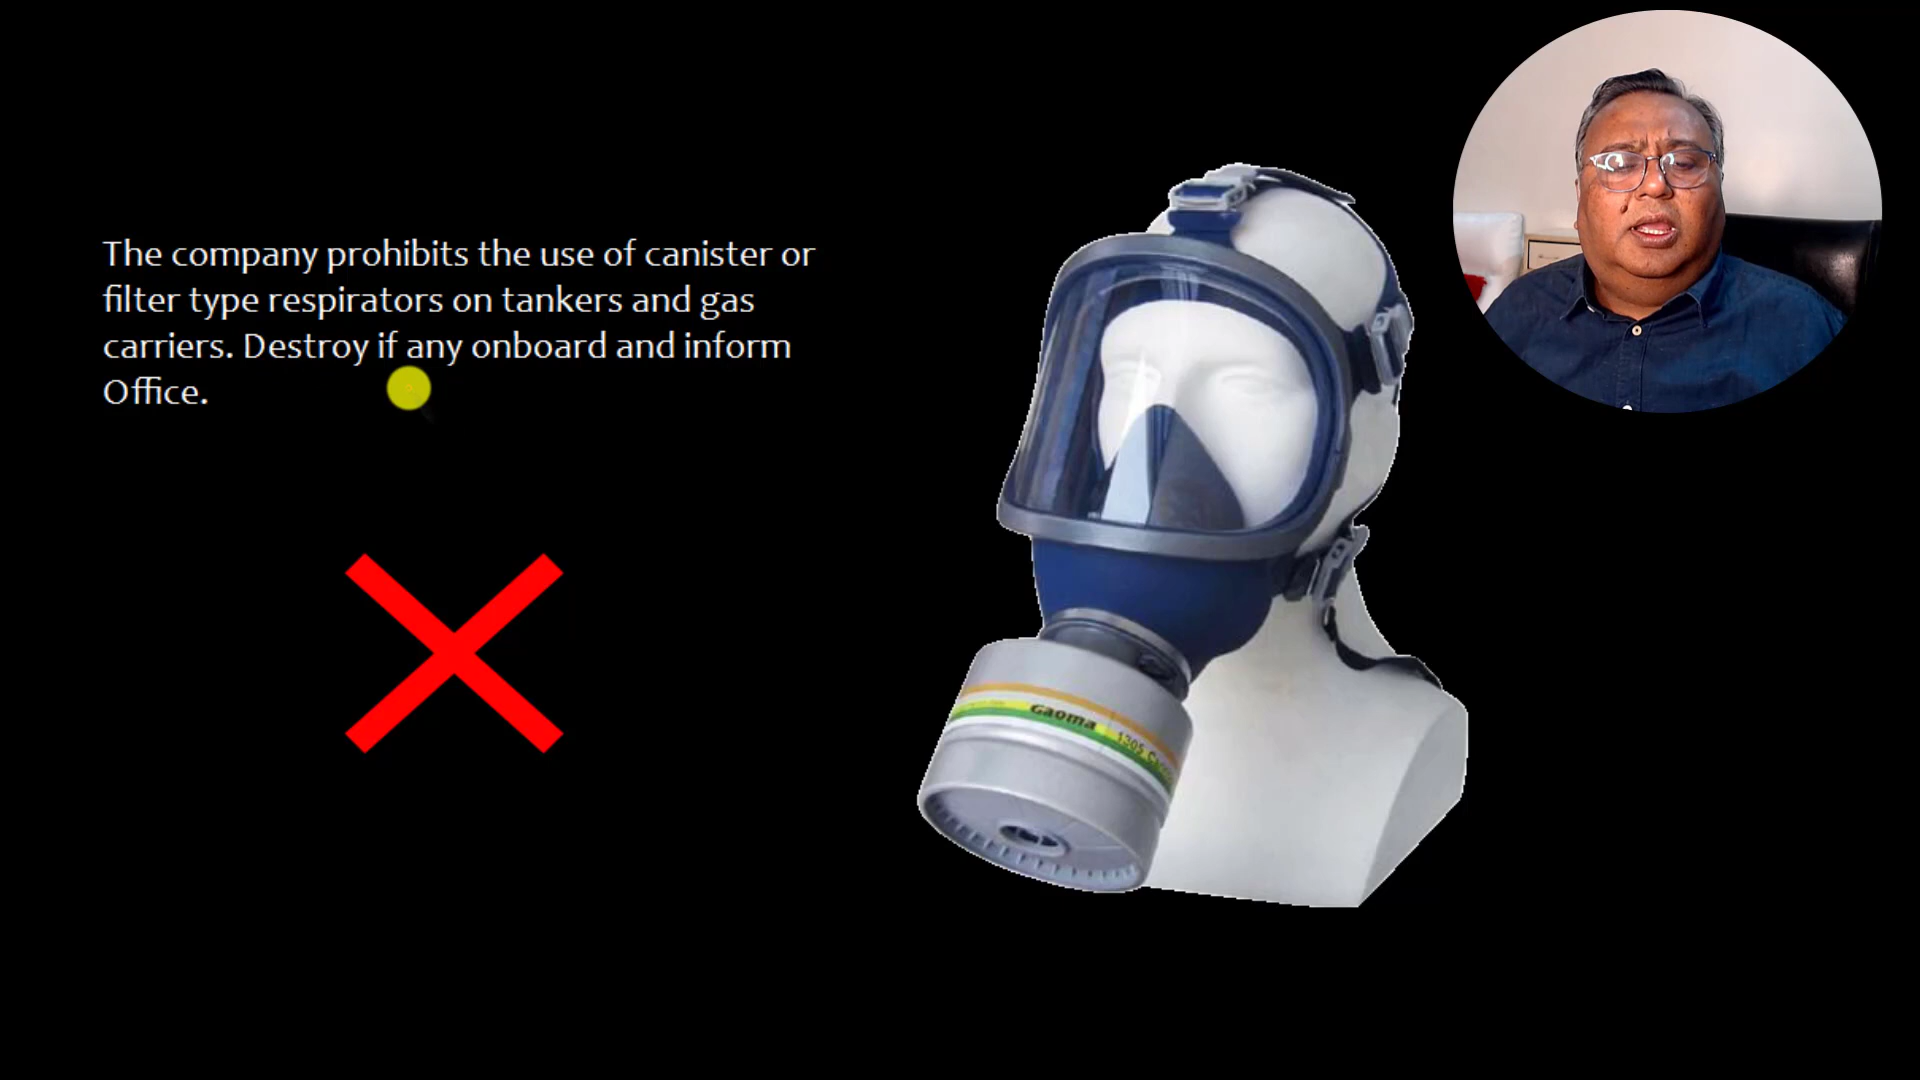 The company prohibits the use of canister or
filter type respirators on tankers and gas
carriers. Destroy if any onboard and inform
Office.
Gaoma